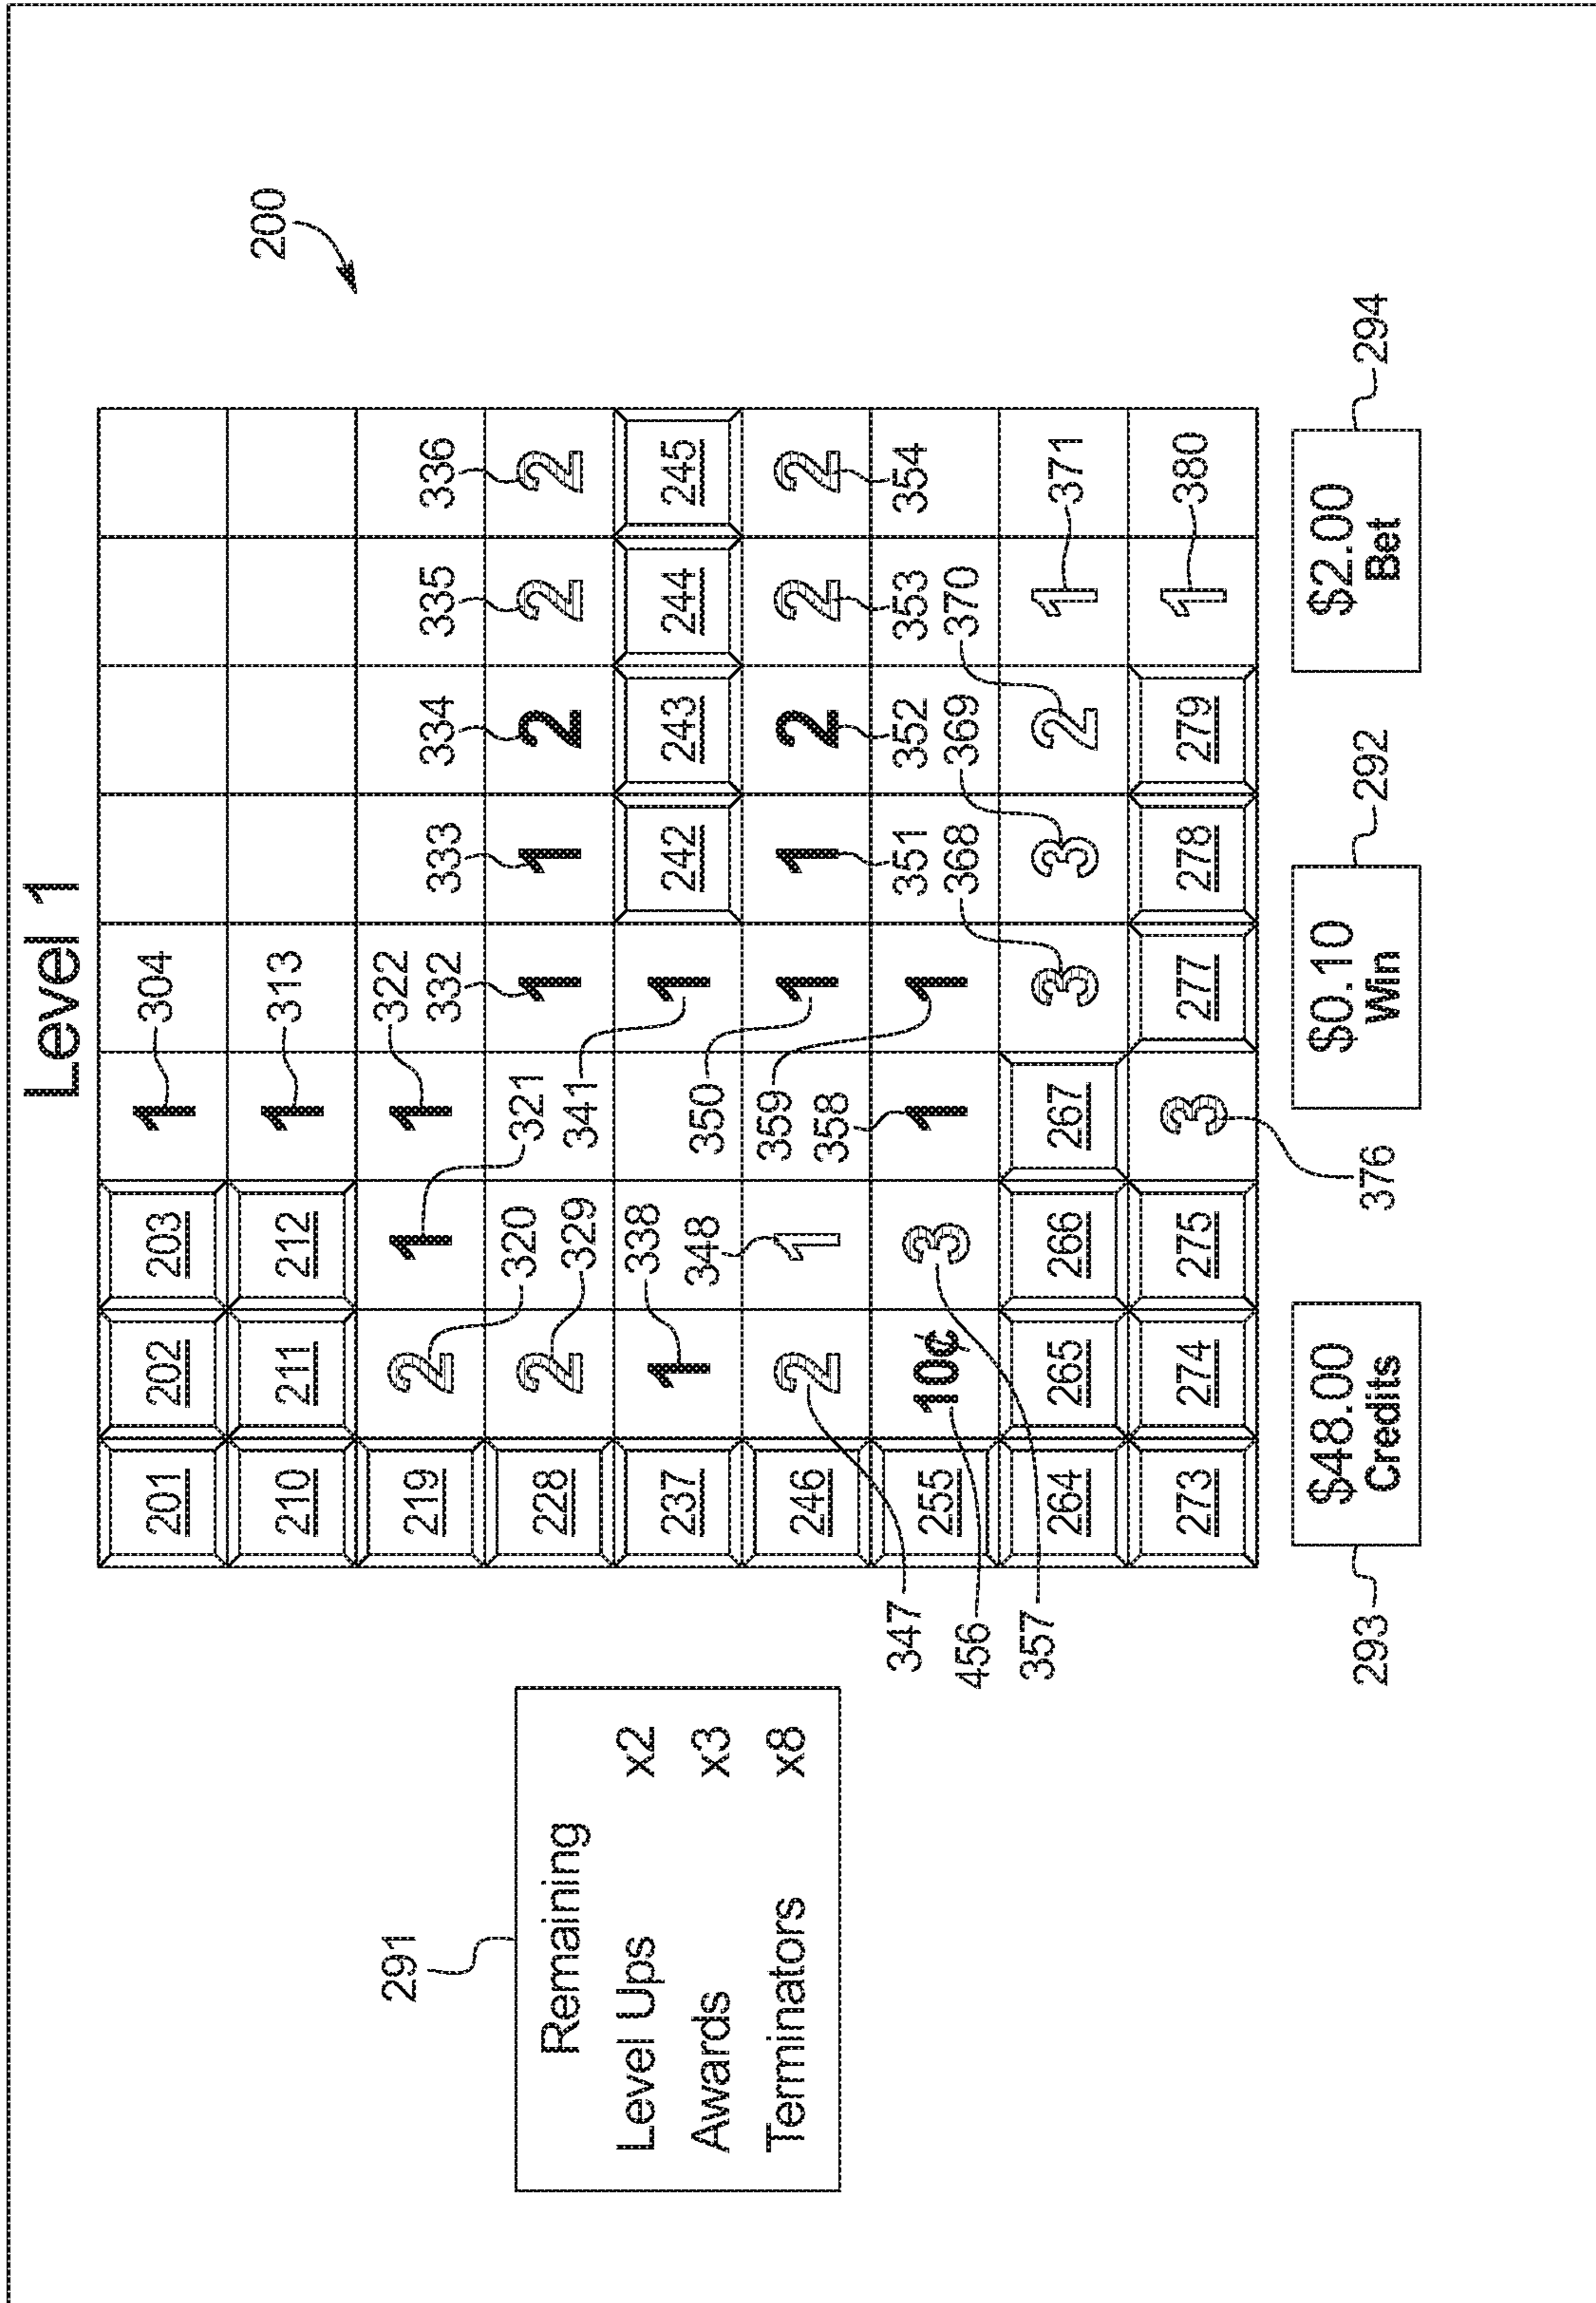 Level 1
200
201 202 203 1 304
210 211 212 1 313
219 2 1 1 322 336 335 334 333 332
228 2 320 329 321 341 1 1 2 2 2
237 1 338 348 1 242 243 244 245
246 2 1 350 359 358 1 1 2 2 2
255 10¢ 3 1 1 351 368 352 369 353 370 354
264 265 266 267 3 3 2 1 371
273 274 275 3 277 278 279 1 380
291
Remaining
Level Ups x2
Awards x3
Terminators x8
347
456
357
376
293
$48.00
Credits
$0.10
Win
292
$2.00
Bet
294